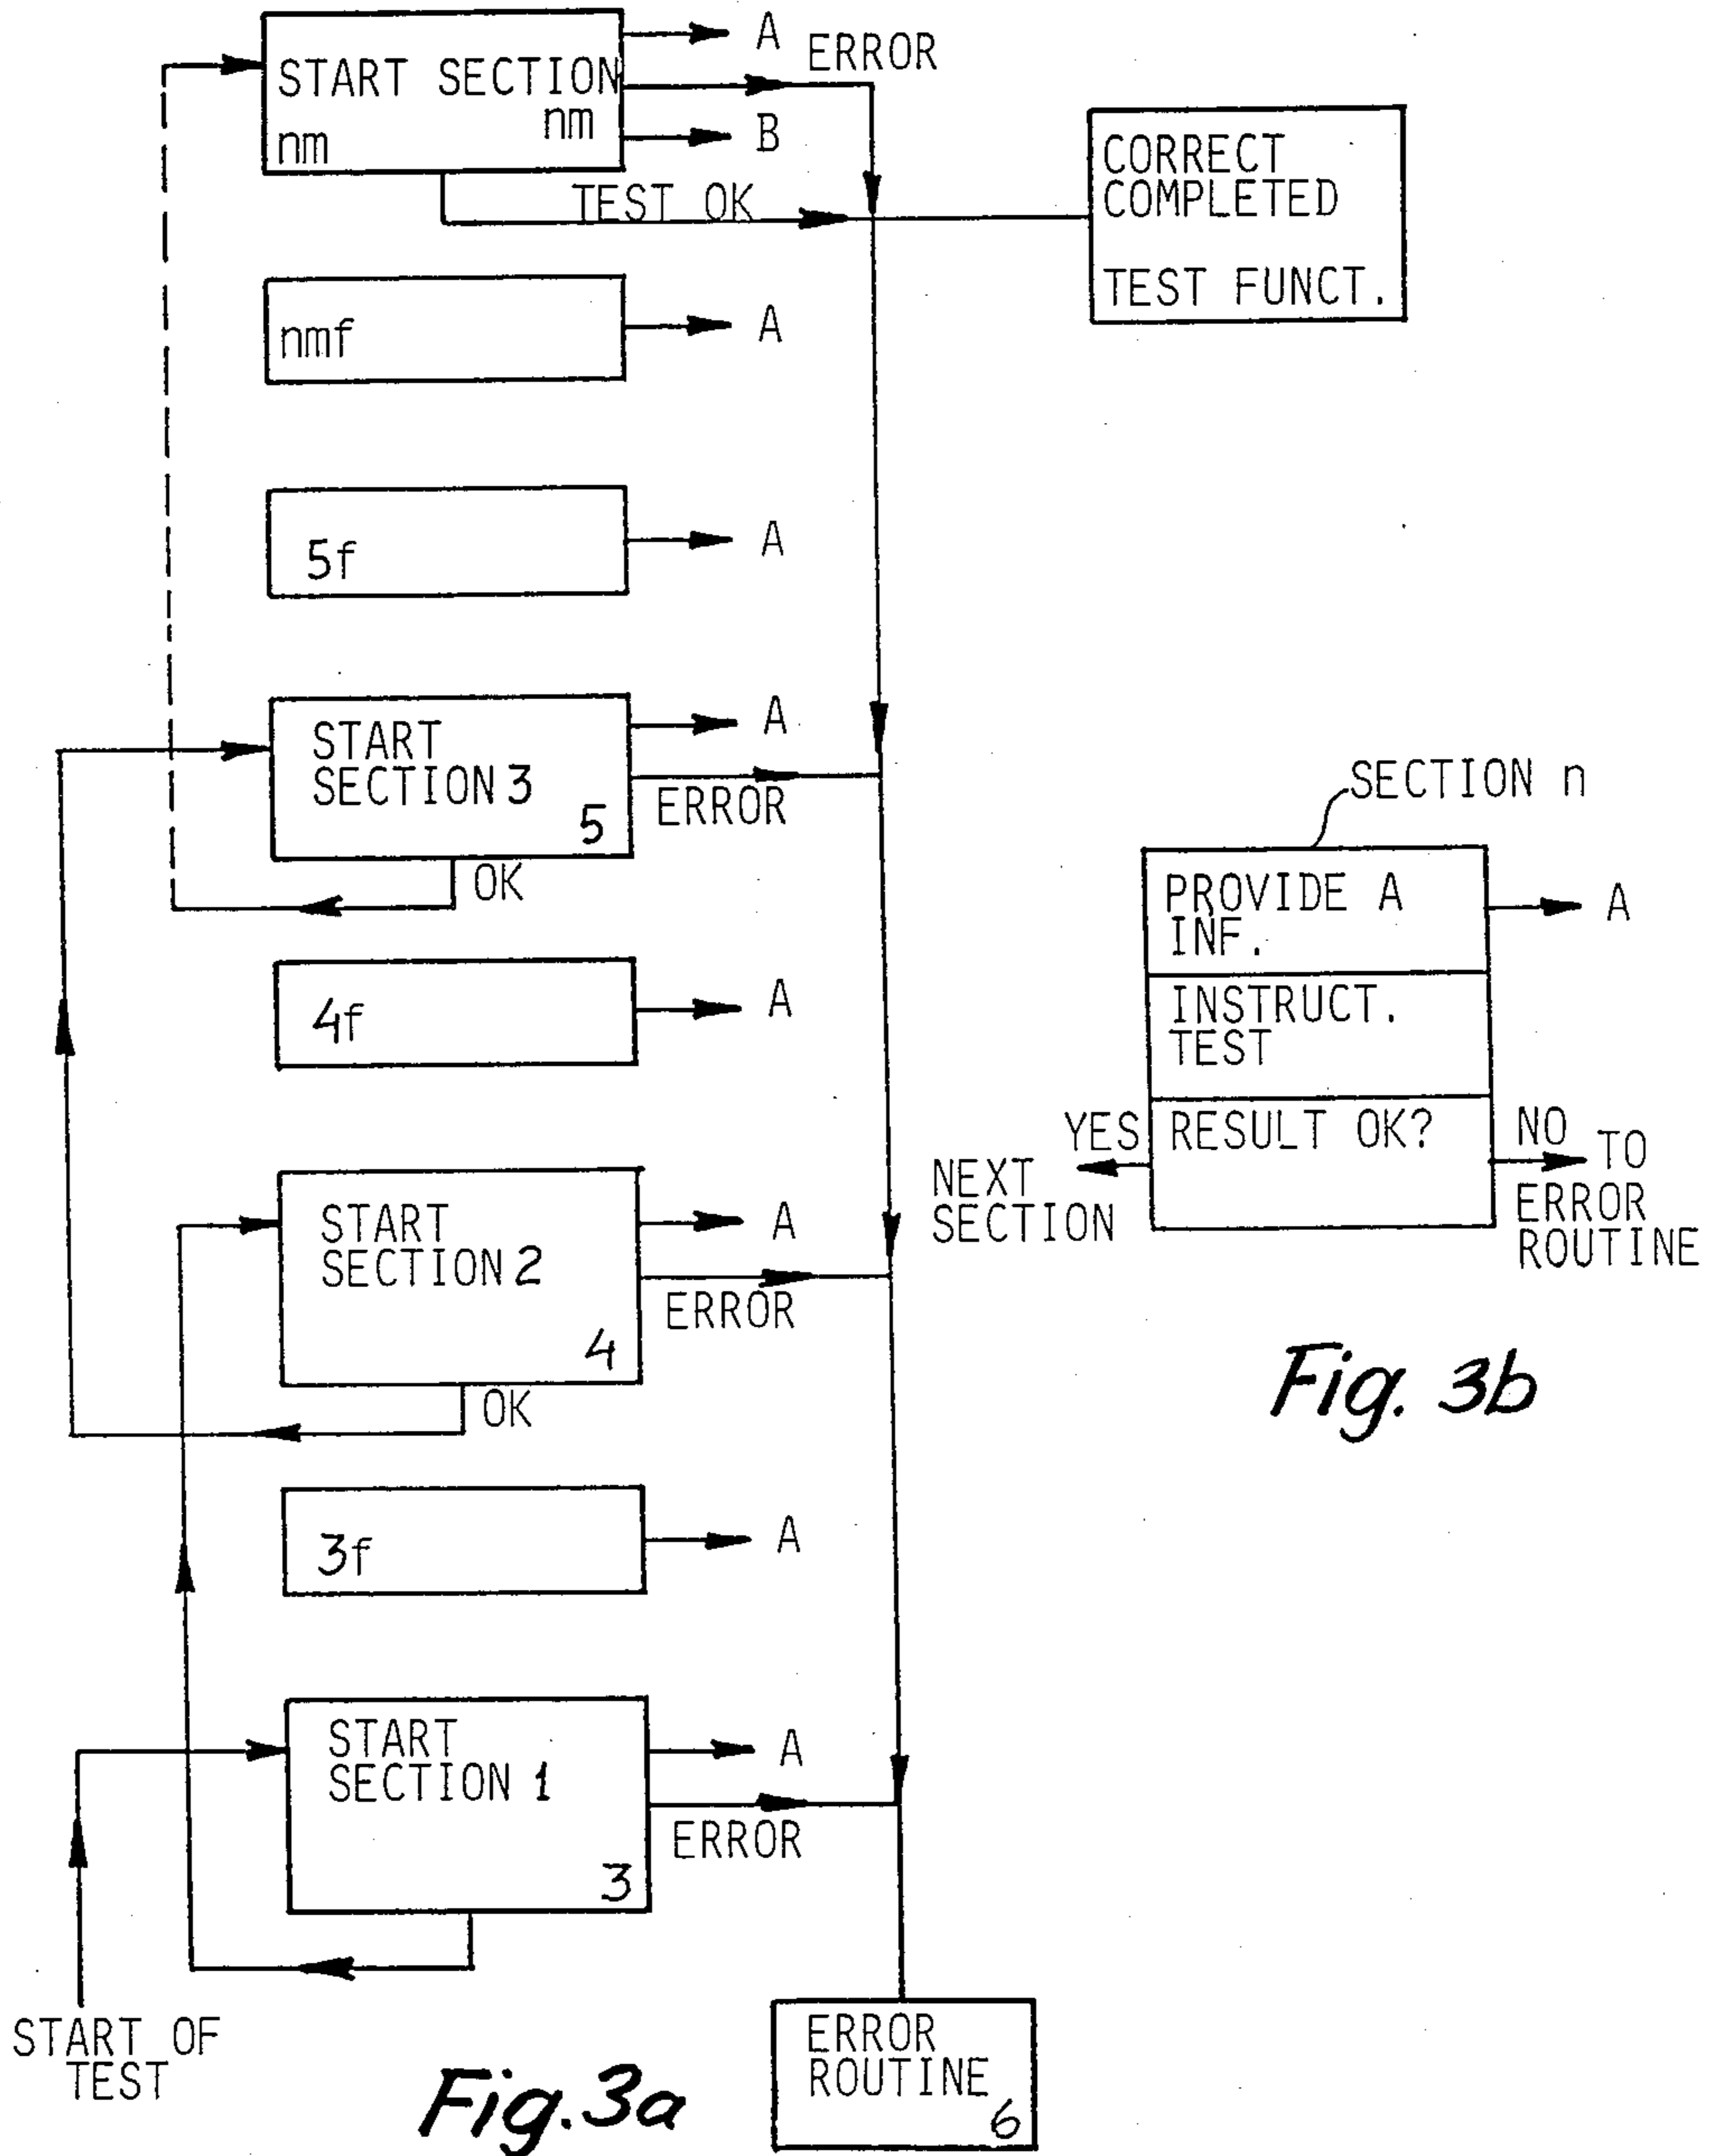 A
ERROR
START SECTION
nm
nm
B
TEST OK
CORRECT
COMPLETED
TEST FUNCT.
nmf
A
5f
A
START
SECTION 3
5
A
ERROR
OK
4f
A
START
SECTION 2
4
A
ERROR
OK
3f
A
START
SECTION 1
3
A
ERROR
START OF
TEST
ERROR
ROUTINE
6
Fig.3a
SECTION n
PROVIDE A
INF.
A
INSTRUCT.
TEST
YES
RESULT OK?
NO
TO
ERROR
ROUTINE
NEXT
SECTION
Fig. 3b